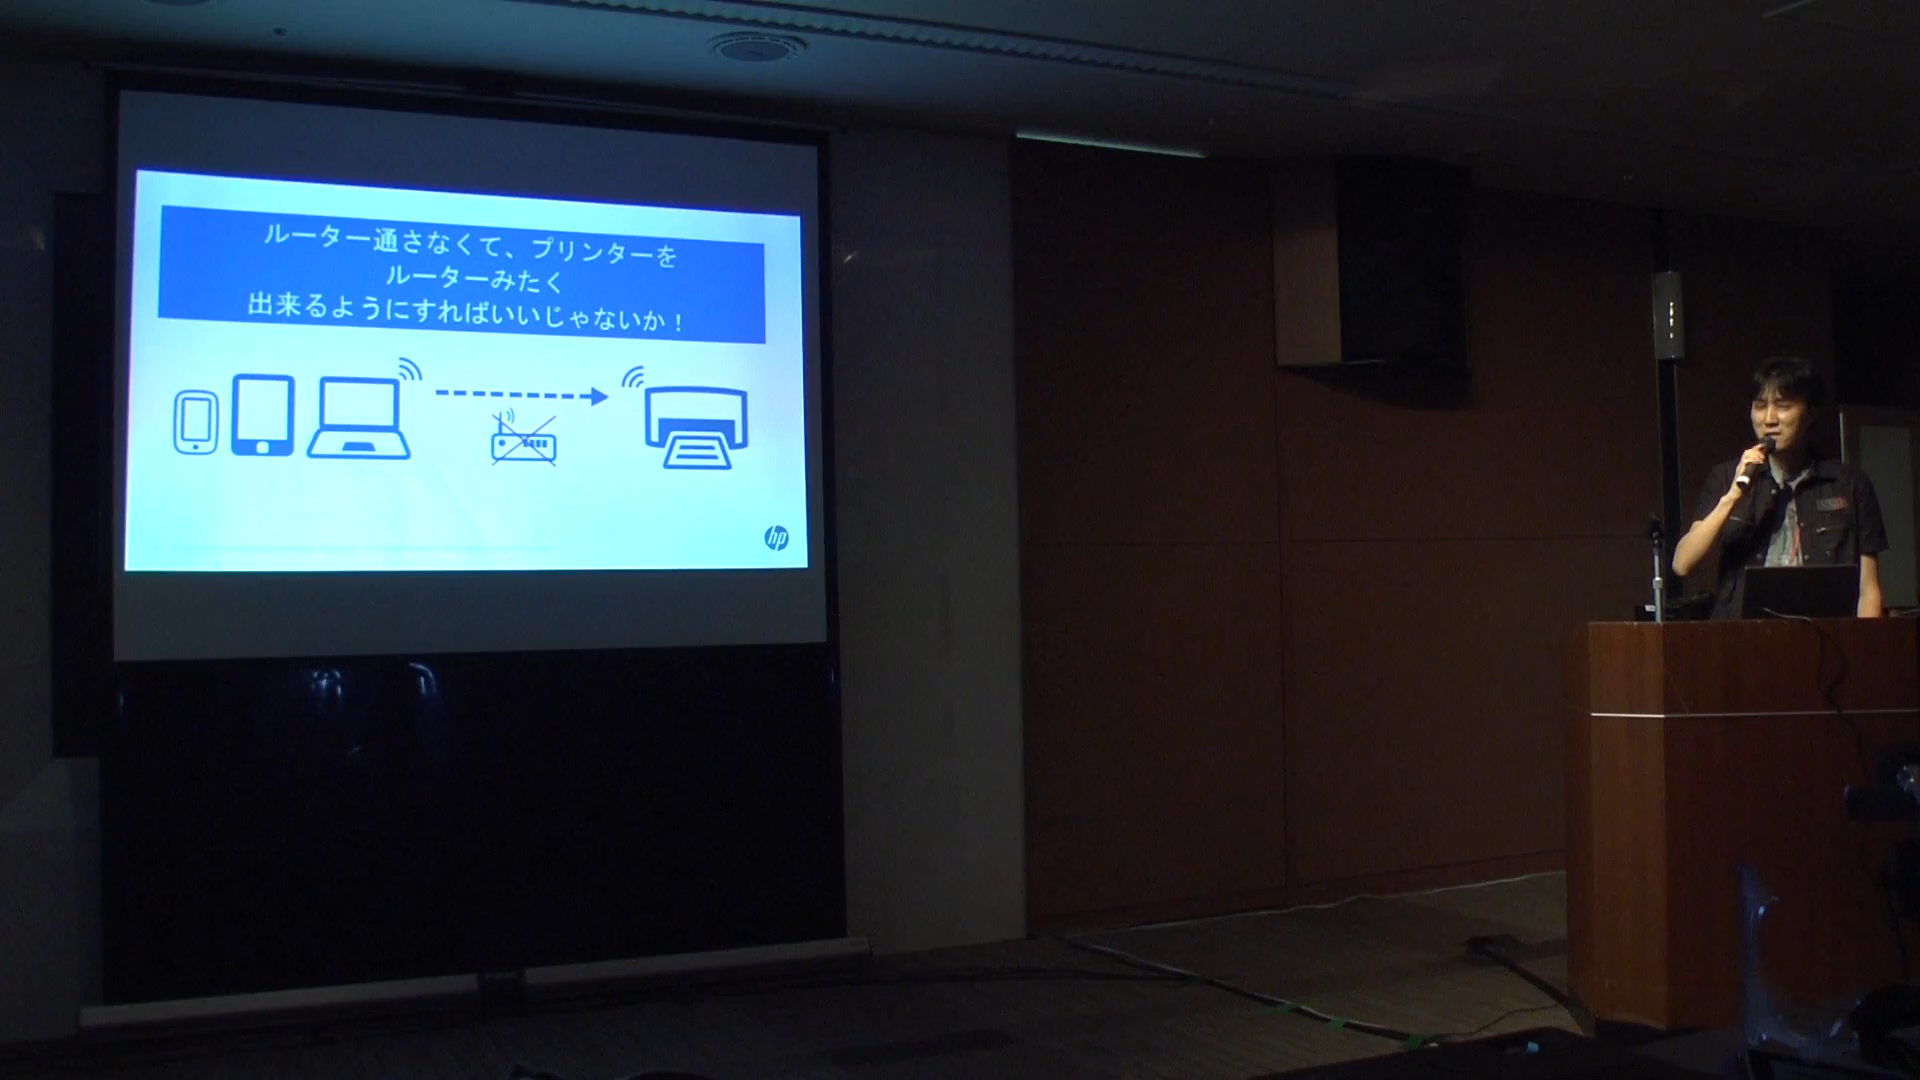 ルーター通さなくて、プリンターを
ルーターみたく
出来るようにすればいいじゃないか！
hp